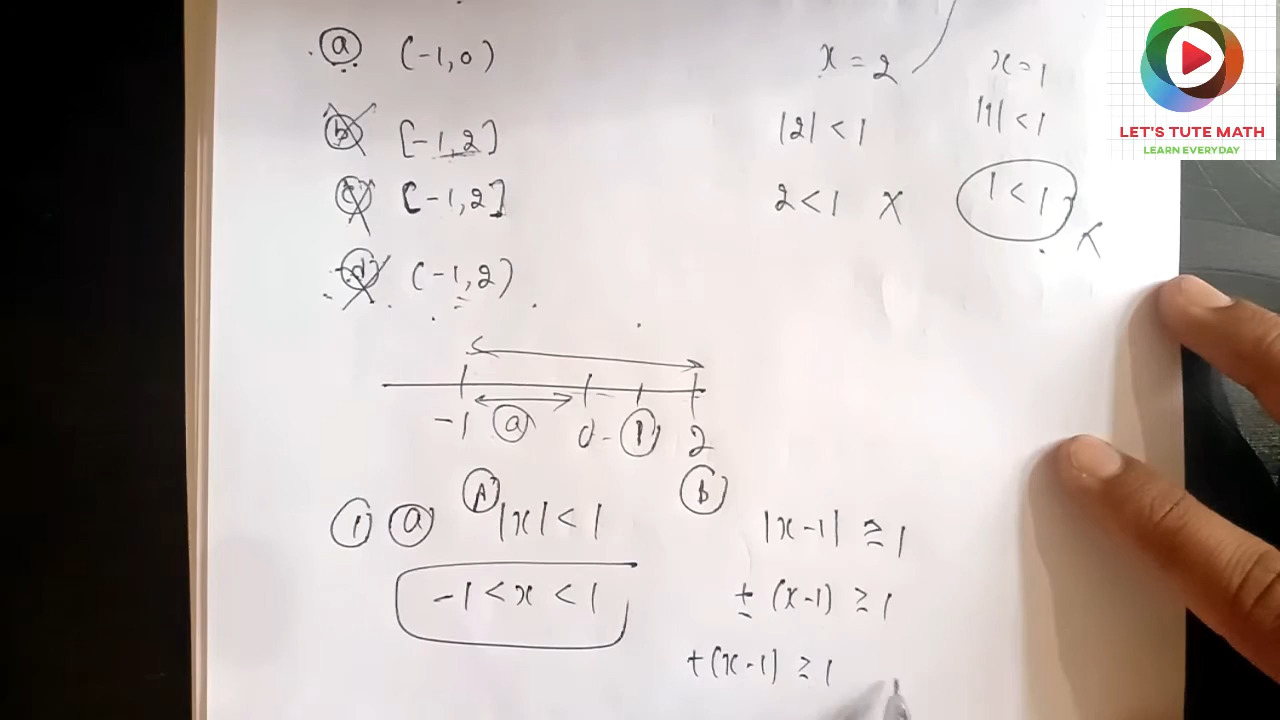 a (-1,0)
b [-1,2]
c [-1,2]
d (-1,2)
x = 2
|2| < 1
2 < 1 X
x = 1
|1| < 1
1 < 1 X
LET'S TUTE MATH
LEARN EVERYDAY
-1 a 0 - 1 2
1 a A |x| < 1
-1 < x < 1
B
|x-1| ≥ 1
± (x-1) ≥ 1
+(x-1) ≥ 1